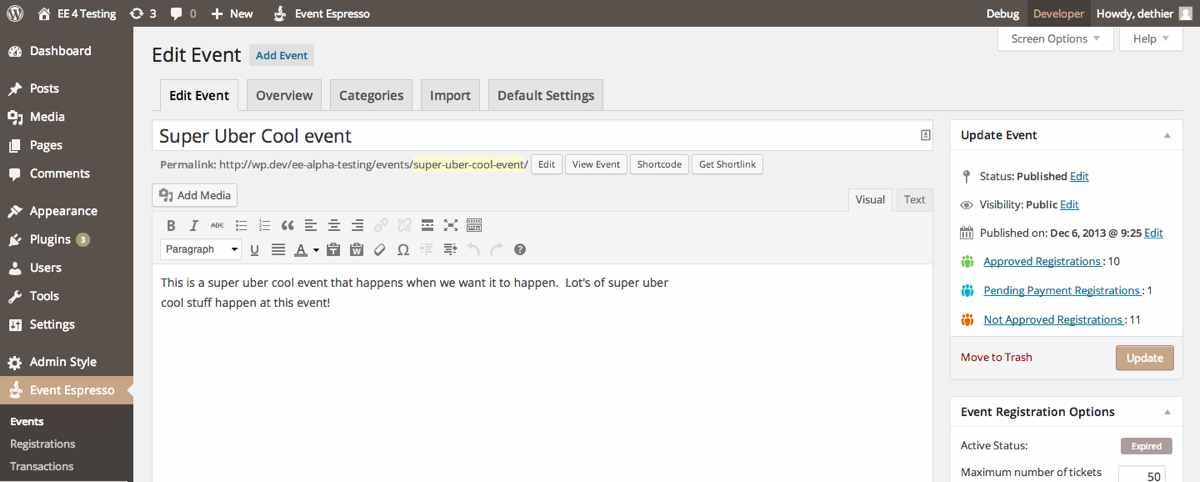 EE 4 Testing 3 0 + New Event Espresso Debug Developer Howdy, dethier
Screen Options Help
Dashboard
Posts
Media
Pages
Comments
Appearance
Plugins 3
Users
Tools
Settings
Admin Style
Event Espresso
Events
Registrations
Transactions
Edit Event Add Event
Edit Event Overview Categories Import Default Settings
Super Uber Cool event
Permalink: http://wp.dev/ee-alpha-testing/events/super-uber-cool-event/ Edit View Event Shortcode Get Shortlink
Add Media
Visual Text
B I ABC
Paragraph U A T W Ω ?
This is a super uber cool event that happens when we want it to happen.  Lot's of super uber
cool stuff happen at this event!
Update Event
Status: Published Edit
Visibility: Public Edit
Published on: Dec 6, 2013 @ 9:25 Edit
Approved Registrations : 10
Pending Payment Registrations : 1
Not Approved Registrations : 11
Move to Trash Update
Event Registration Options
Active Status: Expired
Maximum number of tickets 50